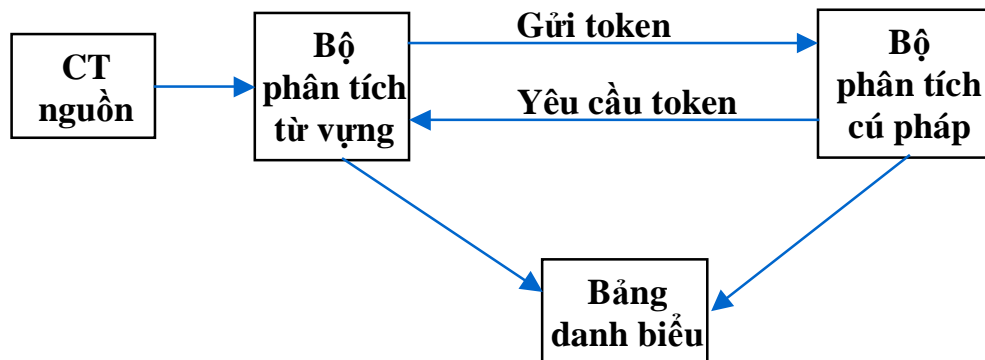 CT
nguồn
Bộ
phân tích
từ vựng
Gửi token
Yêu cầu token
Bộ
phân tích
cú pháp
Bảng
danh biểu